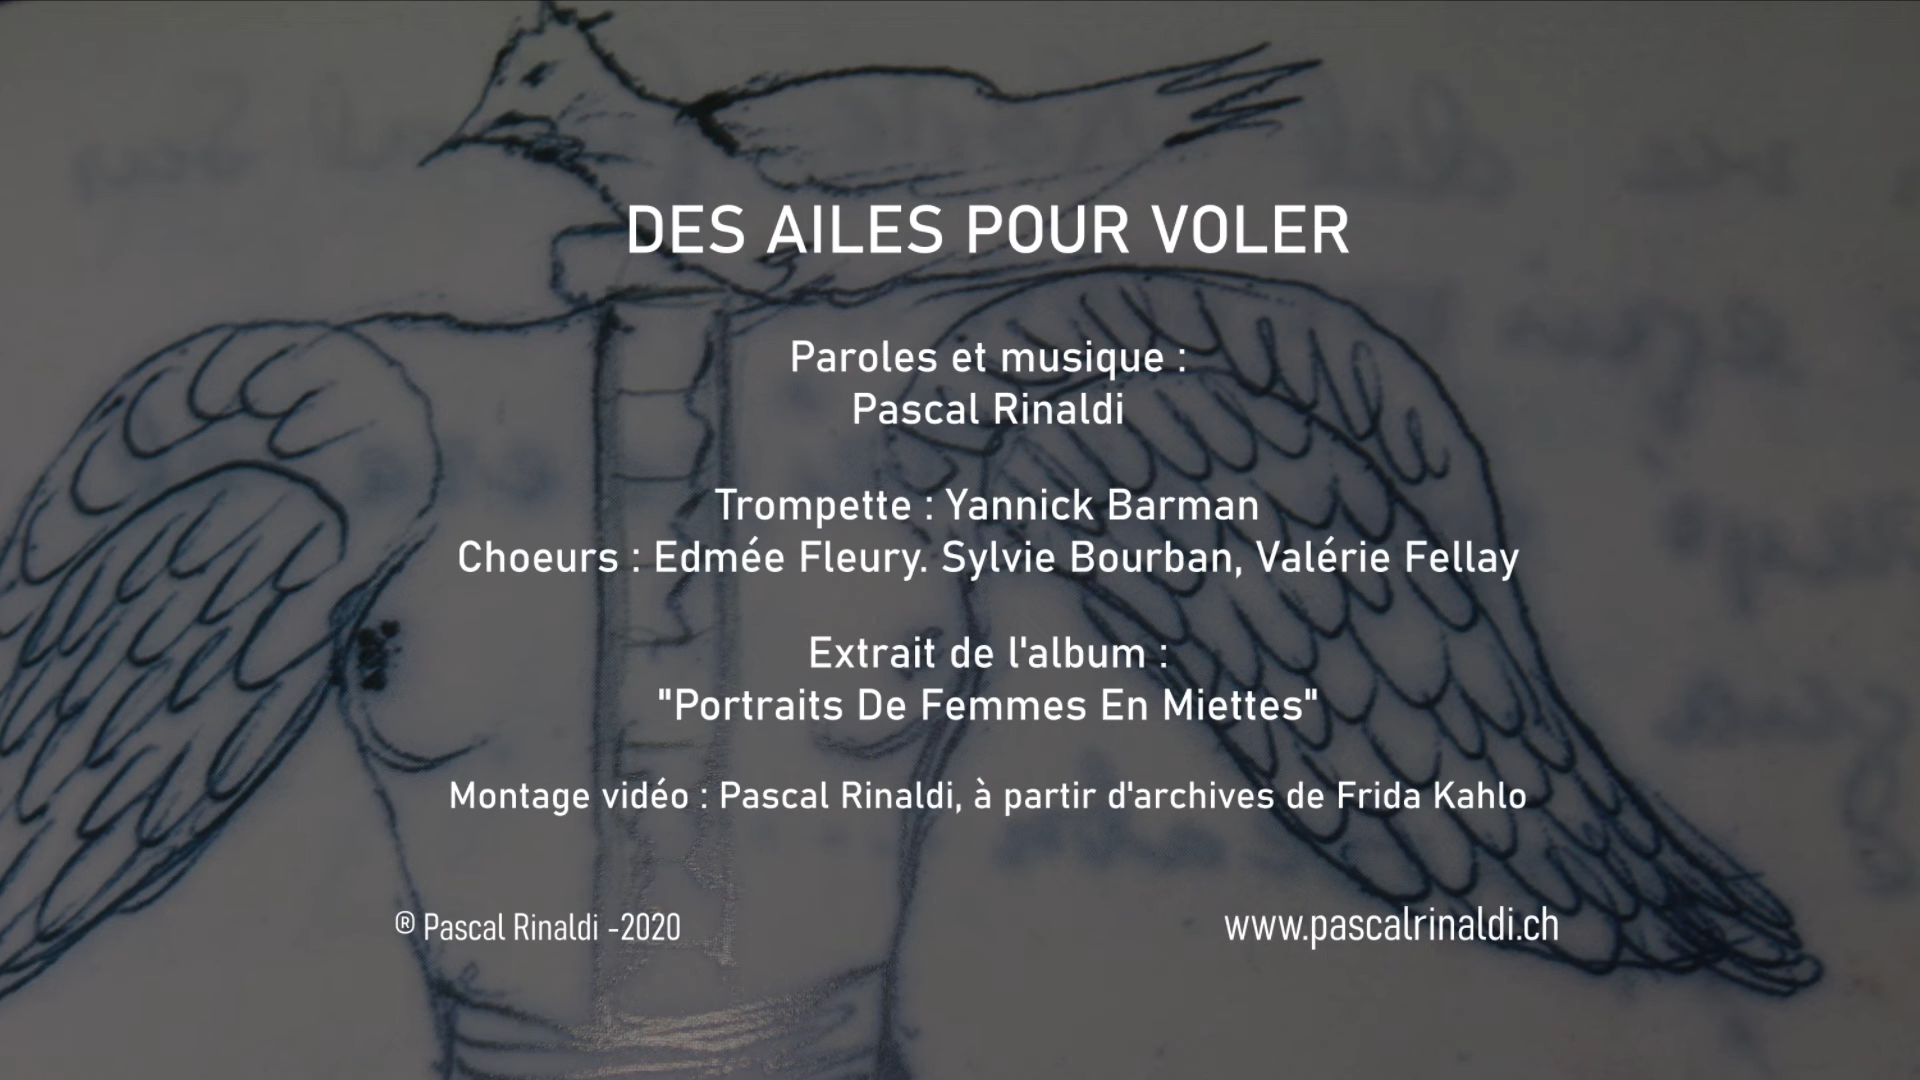 DES AILES POUR VOLER
Paroles et musique :
Pascal Rinaldi
Trompette : Yannick Barman
Choeurs : Edmée Fleury. Sylvie Bourban, Valérie Fellay
Extrait de l'album :
"Portraits De Femmes En Miettes"
Montage vidéo : Pascal Rinaldi, à partir d'archives de Frida Kahlo
® Pascal Rinaldi -2020
www.pascalrinaldi.ch